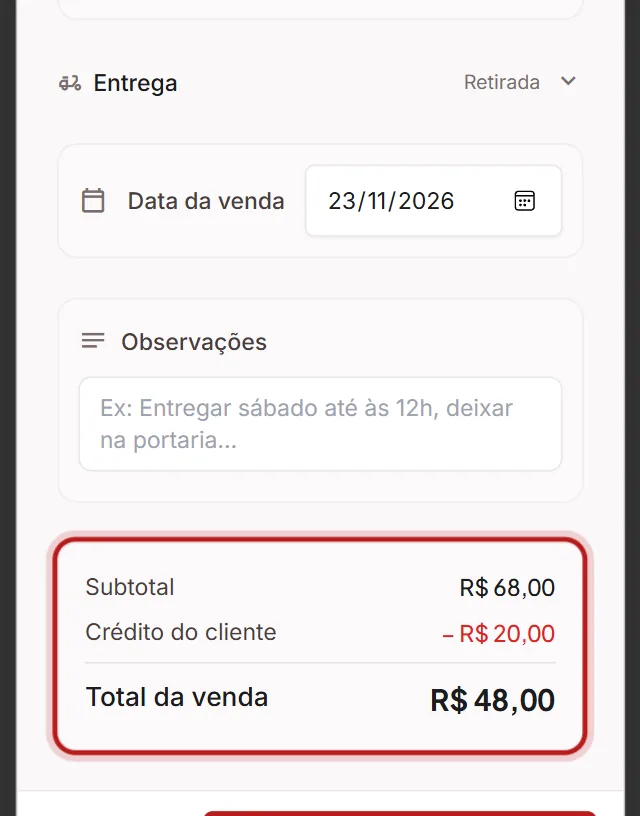 Entrega
Retirada
Data da venda
23/11/2026
Observações
Ex: Entregar sábado até às 12h, deixar
na portaria...
Subtotal R$ 68,00
Crédito do cliente – R$ 20,00
Total da venda R$ 48,00